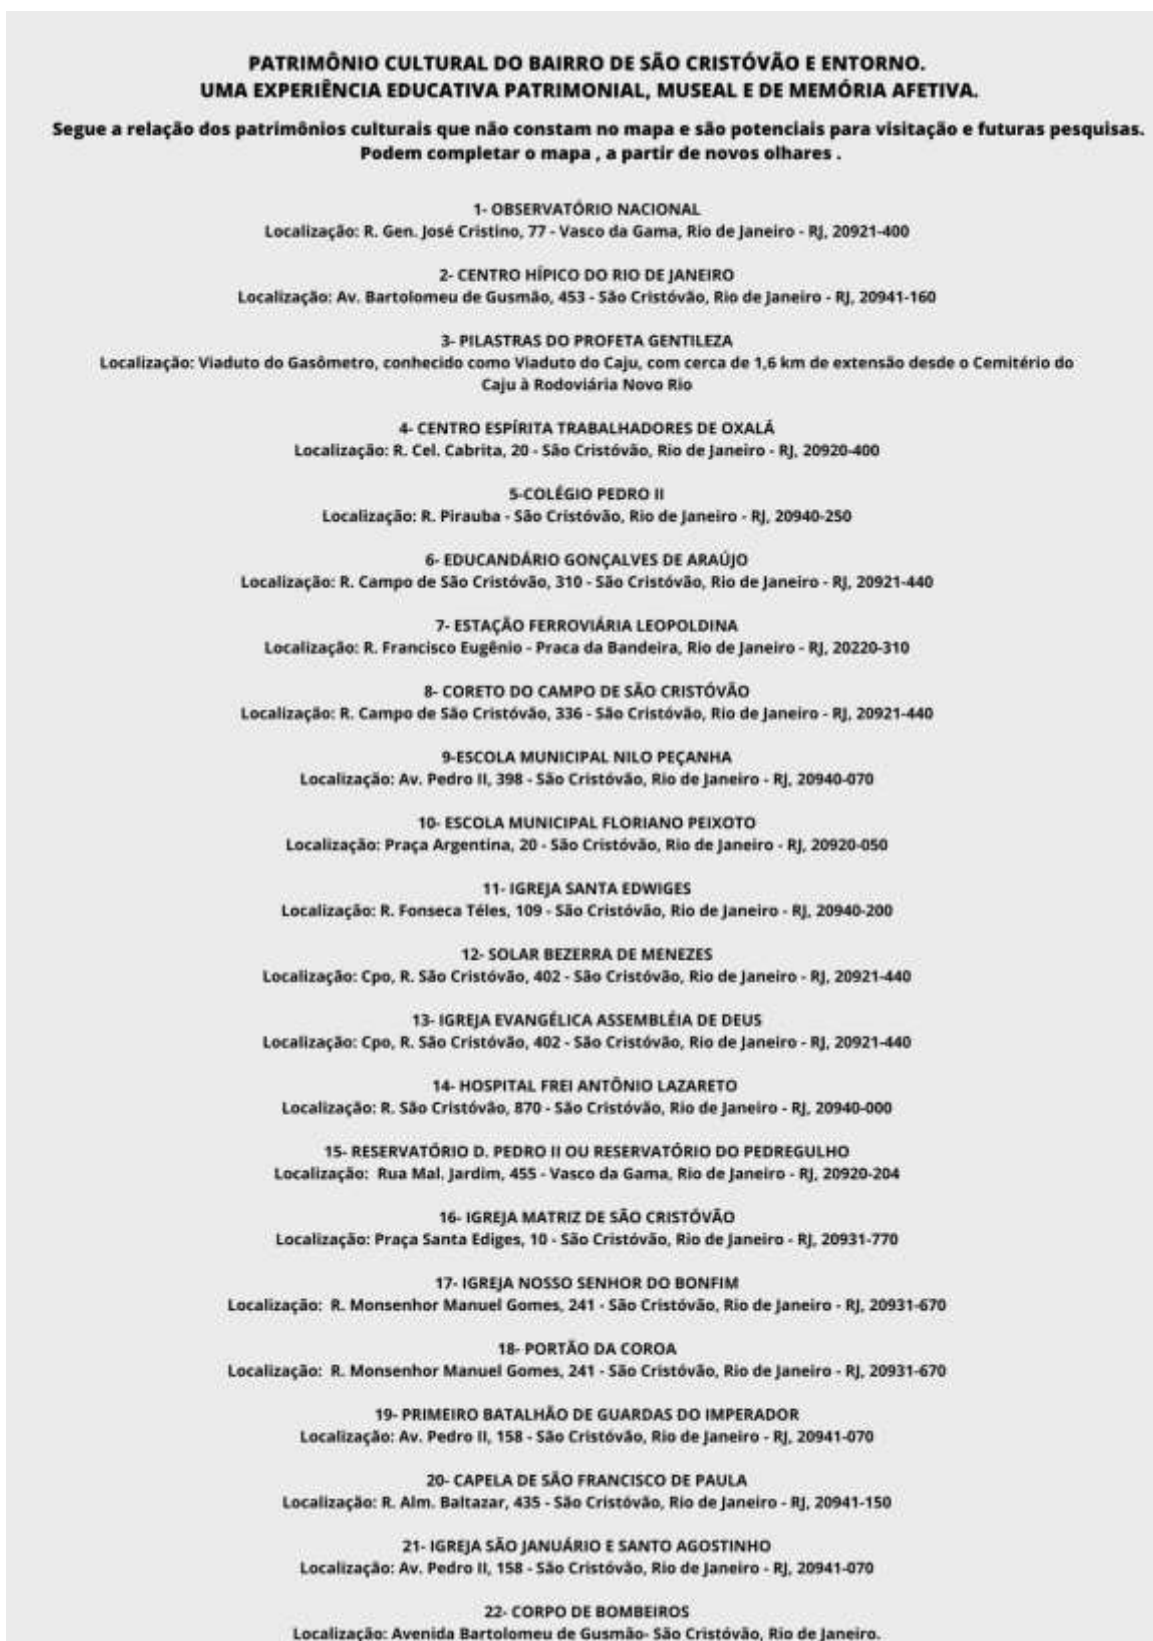 PATRIMÔNIO CULTURAL DO BAIRRO DE SÃO CRISTÓVÃO E ENTORNO.
UMA EXPERIÊNCIA EDUCATIVA PATRIMONIAL, MUSEAL E DE MEMÓRIA AFETIVA.
Segue a relação dos patrimônios culturais que não constam no mapa e são potenciais para visitação e futuras pesquisas.
Podem completar o mapa , a partir de novos olhares .
1- OBSERVATÓRIO NACIONAL
Localização: R. Gen. José Cristino, 77 - Vasco da Gama, Rio de Janeiro - RJ, 20921-400
2- CENTRO HÍPICO DO RIO DE JANEIRO
Localização: Av. Bartolomeu de Gusmão, 453 - São Cristóvão, Rio de Janeiro - RJ, 20941-160
3- PILASTRAS DO PROFETA GENTILEZA
Localização: Viaduto do Gasômetro, conhecido como Viaduto do Caju, com cerca de 1,6 km de extensão desde o Cemitério do
Caju à Rodoviária Novo Rio
4- CENTRO ESPÍRITA TRABALHADORES DE OXALÁ
Localização: R. Cel. Cabrita, 20 - São Cristóvão, Rio de Janeiro - RJ, 20920-400
5-COLÉGIO PEDRO II
Localização: R. Pirauba - São Cristóvão, Rio de Janeiro - RJ, 20940-250
6- EDUCANDÁRIO GONÇALVES DE ARAÚJO
Localização: R. Campo de São Cristóvão, 310 - São Cristóvão, Rio de Janeiro - RJ, 20921-440
7- ESTAÇÃO FERROVIÁRIA LEOPOLDINA
Localização: R. Francisco Eugênio - Praca da Bandeira, Rio de Janeiro - RJ, 20220-310
8- CORETO DO CAMPO DE SÃO CRISTÓVÃO
Localização: R. Campo de São Cristóvão, 336 - São Cristóvão, Rio de Janeiro - RJ, 20921-440
9-ESCOLA MUNICIPAL NILO PEÇANHA
Localização: Av. Pedro II, 398 - São Cristóvão, Rio de Janeiro - RJ, 20940-070
10- ESCOLA MUNICIPAL FLORIANO PEIXOTO
Localização: Praça Argentina, 20 - São Cristóvão, Rio de Janeiro - RJ, 20920-050
11- IGREJA SANTA EDWIGES
Localização: R. Fonseca Téles, 109 - São Cristóvão, Rio de Janeiro - RJ, 20940-200
12- SOLAR BEZERRA DE MENEZES
Localização: Cpo, R. São Cristóvão, 402 - São Cristóvão, Rio de Janeiro - RJ, 20921-440
13- IGREJA EVANGÉLICA ASSEMBLÉIA DE DEUS
Localização: Cpo, R. São Cristóvão, 402 - São Cristóvão, Rio de Janeiro - RJ, 20921-440
14- HOSPITAL FREI ANTÔNIO LAZARETO
Localização: R. São Cristóvão, 870 - São Cristóvão, Rio de Janeiro - RJ, 20940-000
15- RESERVATÓRIO D. PEDRO II OU RESERVATÓRIO DO PEDREGULHO
Localização: Rua Mal. Jardim, 455 - Vasco da Gama, Rio de Janeiro - RJ, 20920-204
16- IGREJA MATRIZ DE SÃO CRISTÓVÃO
Localização: Praça Santa Ediges, 10 - São Cristóvão, Rio de Janeiro - RJ, 20931-770
17- IGREJA NOSSO SENHOR DO BONFIM
Localização: R. Monsenhor Manuel Gomes, 241 - São Cristóvão, Rio de Janeiro - RJ, 20931-670
18- PORTÃO DA COROA
Localização: R. Monsenhor Manuel Gomes, 241 - São Cristóvão, Rio de Janeiro - RJ, 20931-670
19- PRIMEIRO BATALHÃO DE GUARDAS DO IMPERADOR
Localização: Av. Pedro II, 158 - São Cristóvão, Rio de Janeiro - RJ, 20941-070
20- CAPELA DE SÃO FRANCISCO DE PAULA
Localização: R. Alm. Baltazar, 435 - São Cristóvão, Rio de Janeiro - RJ, 20941-150
21- IGREJA SÃO JANUÁRIO E SANTO AGOSTINHO
Localização: Av. Pedro II, 158 - São Cristóvão, Rio de Janeiro - RJ, 20941-070
22- CORPO DE BOMBEIROS
Localização: Avenida Bartolomeu de Gusmão- São Cristóvão, Rio de Janeiro.